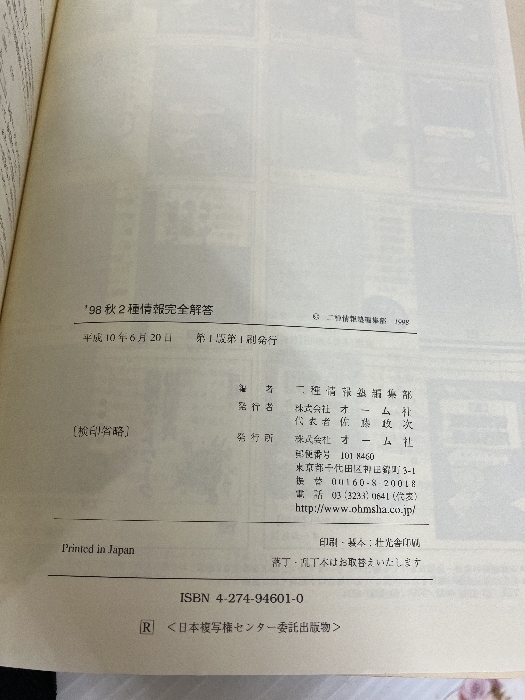 '98 秋2種情報完全解答
© 二種情報塾編集部 1998
平成10年6月20日 第1版第1刷発行
編者 二種情報塾編集部
発行者 株式会社 オーム社
代表者 佐藤政次
〔検印省略〕
発行所 株式会社 オーム社
郵便番号 101-8460
東京都千代田区神田錦町3-1
振替 00160-8-20018
電話 03(3233)0641(代表)
http://www.ohmsha.co.jp/
Printed in Japan
印刷・製本:壮光舎印刷
落丁・乱丁本はお取替えいたします
ISBN 4-274-94601-0
R <日本複写権センター委託出版物>